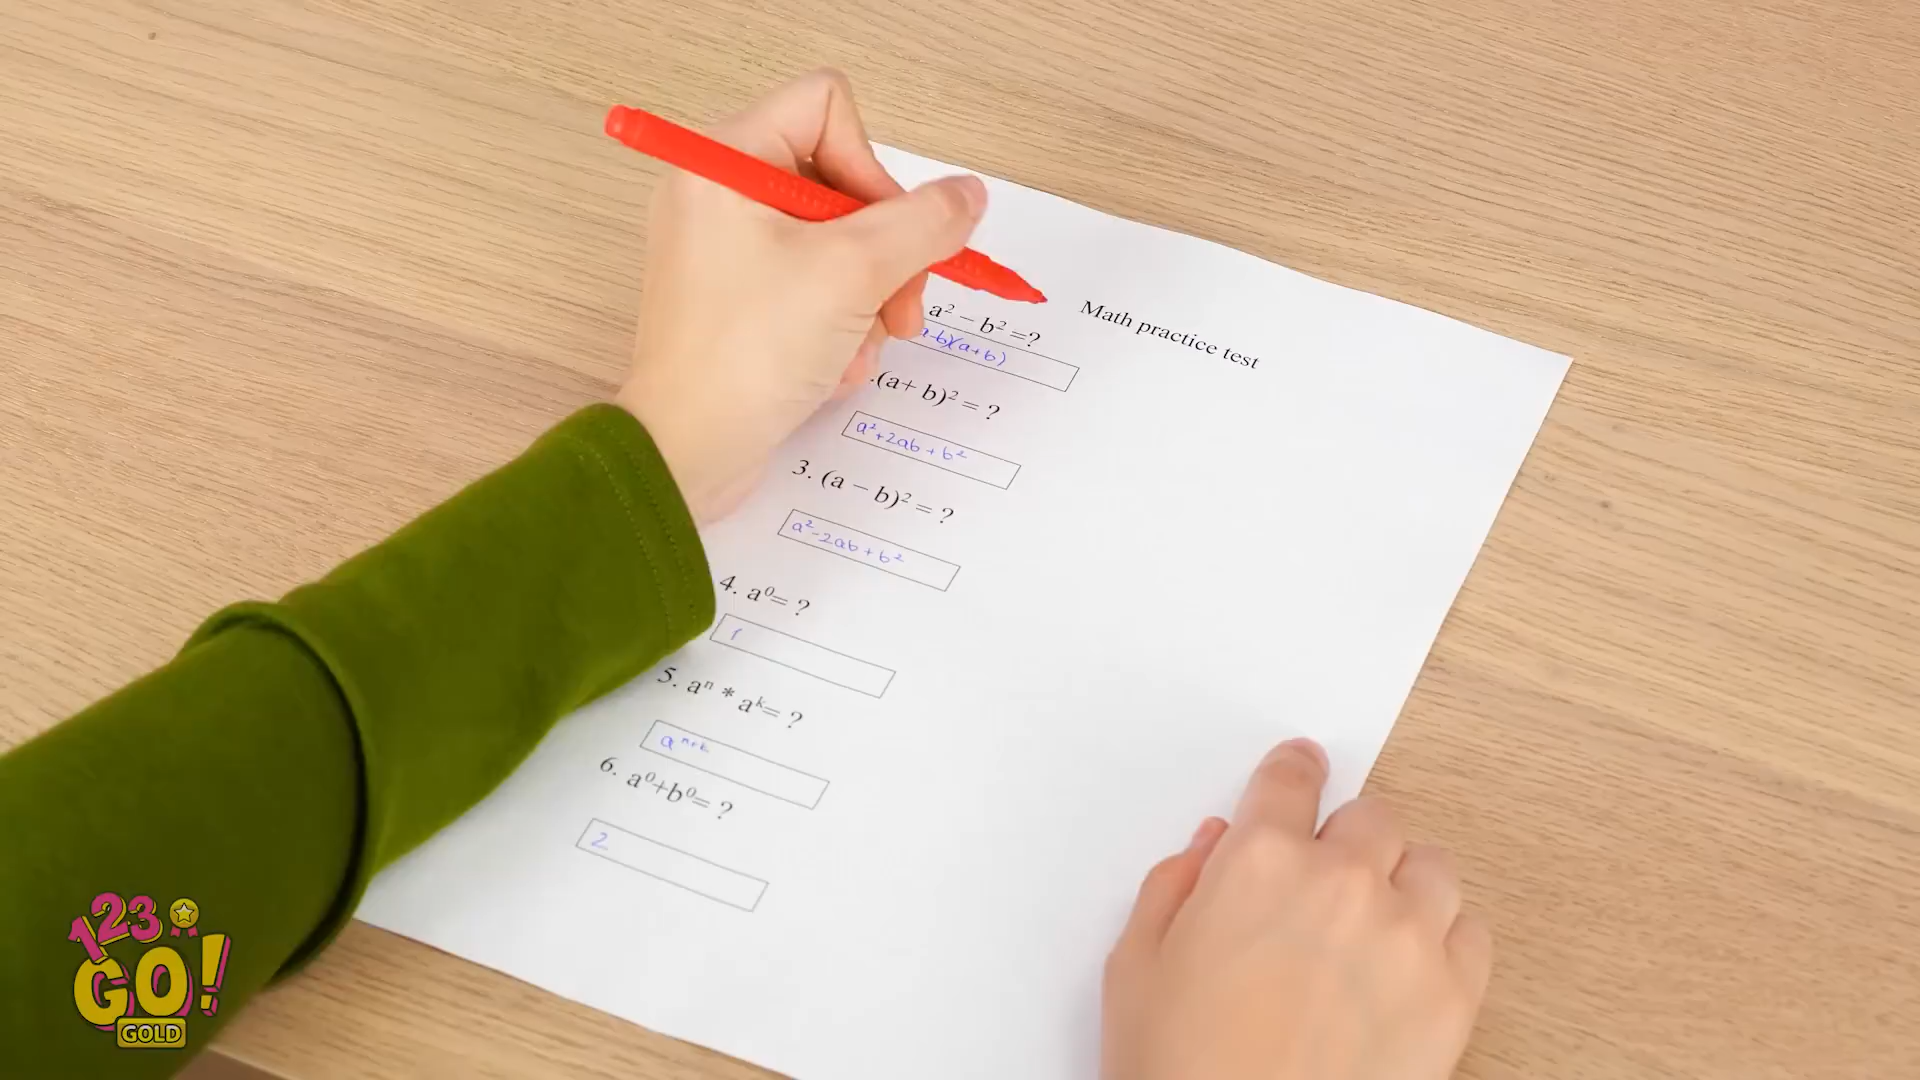 Math practice test
a² − b² =?
a-b)(a+b)
.(a+ b)² = ?
a²+2ab+b²
3. (a − b)² = ?
a²-2ab+b²
4. a⁰= ?
1
5. aⁿ * aᵏ= ?
aⁿ⁺ᵏ
6. a⁰+b⁰= ?
2
123
GO!
GOLD